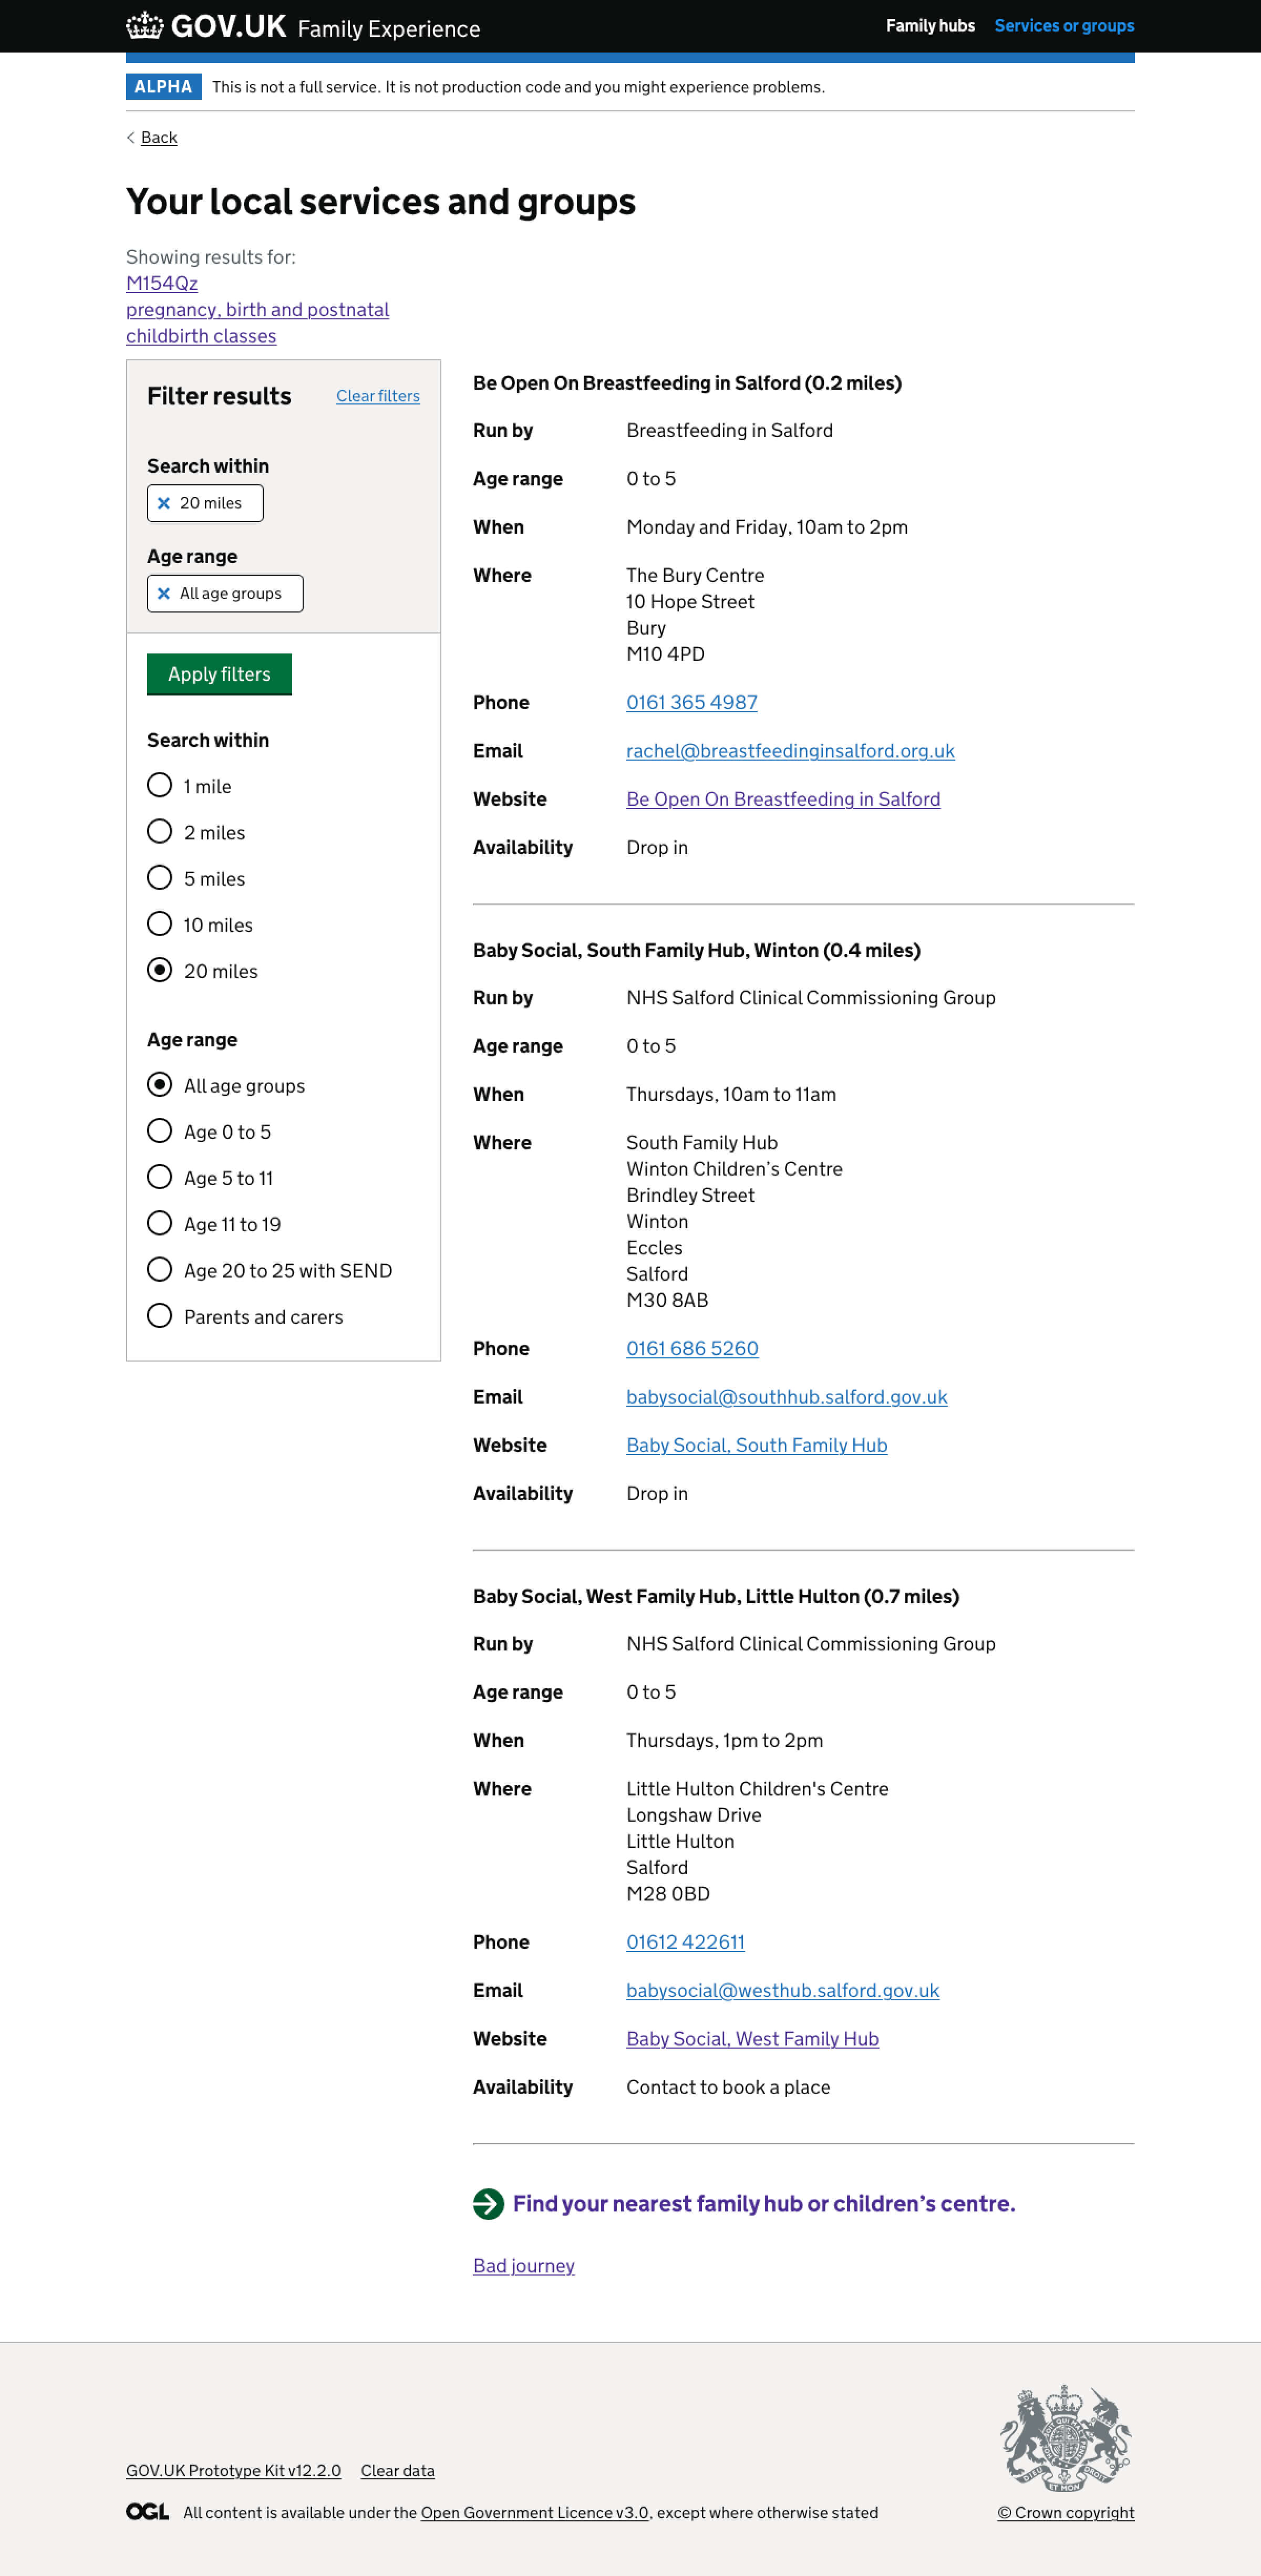 GOV.UK Family Experience
Family hubs Services or groups
ALPHA This is not a full service. It is not production code and you might experience problems.
Back
Your local services and groups
Showing results for:
M154Qz
pregnancy, birth and postnatal
childbirth classes
Filter results Clear filters
Search within
20 miles
Age range
All age groups
Apply filters
Search within
1 mile
2 miles
5 miles
10 miles
20 miles
Age range
All age groups
Age 0 to 5
Age 5 to 11
Age 11 to 19
Age 20 to 25 with SEND
Parents and carers
Be Open On Breastfeeding in Salford (0.2 miles)
Run by Breastfeeding in Salford
Age range 0 to 5
When Monday and Friday, 10am to 2pm
Where The Bury Centre
10 Hope Street
Bury
M10 4PD
Phone 0161 365 4987
Email rachel@breastfeedinginsalford.org.uk
Website Be Open On Breastfeeding in Salford
Availability Drop in
Baby Social, South Family Hub, Winton (0.4 miles)
Run by NHS Salford Clinical Commissioning Group
Age range 0 to 5
When Thursdays, 10am to 11am
Where South Family Hub
Winton Children’s Centre
Brindley Street
Winton
Eccles
Salford
M30 8AB
Phone 0161 686 5260
Email babysocial@southhub.salford.gov.uk
Website Baby Social, South Family Hub
Availability Drop in
Baby Social, West Family Hub, Little Hulton (0.7 miles)
Run by NHS Salford Clinical Commissioning Group
Age range 0 to 5
When Thursdays, 1pm to 2pm
Where Little Hulton Children's Centre
Longshaw Drive
Little Hulton
Salford
M28 0BD
Phone 01612 422611
Email babysocial@westhub.salford.gov.uk
Website Baby Social, West Family Hub
Availability Contact to book a place
Find your nearest family hub or children’s centre.
Bad journey
GOV.UK Prototype Kit v12.2.0 Clear data
OGL All content is available under the Open Government Licence v3.0, except where otherwise stated
© Crown copyright